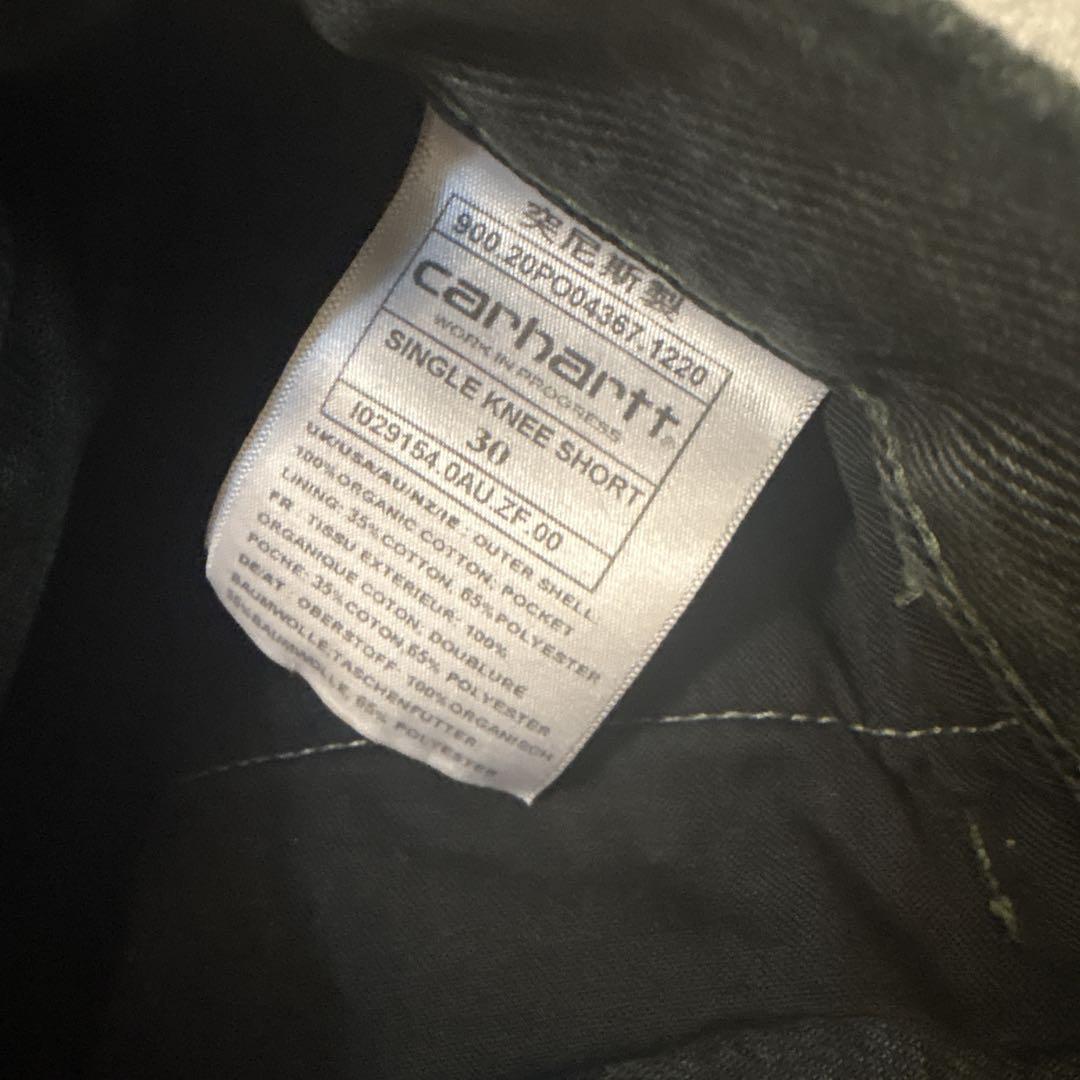 突尼斯製
900.20PO04367.1220
carhartt
WORK IN PROGRESS
SINGLE KNEE SHORT
30
I029154.0AU.ZF.00
UK/USA/AU/NZ/IE : OUTER SHELL
100%ORGANIC COTTON; POCKET
LINING: 35%COTTON, 65%POLYESTER
FR : TISSU EXTERIEUR: 100%
ORGANIQUE COTON; DOUBLURE
POCHE: 35%COTON,65% POLYESTER
DE/AT : OBERSTOFF: 100%ORGANISCH
BAUMWOLLE,TASCHENFUTTER
BAUMWOLLE, 65% POLYESTER